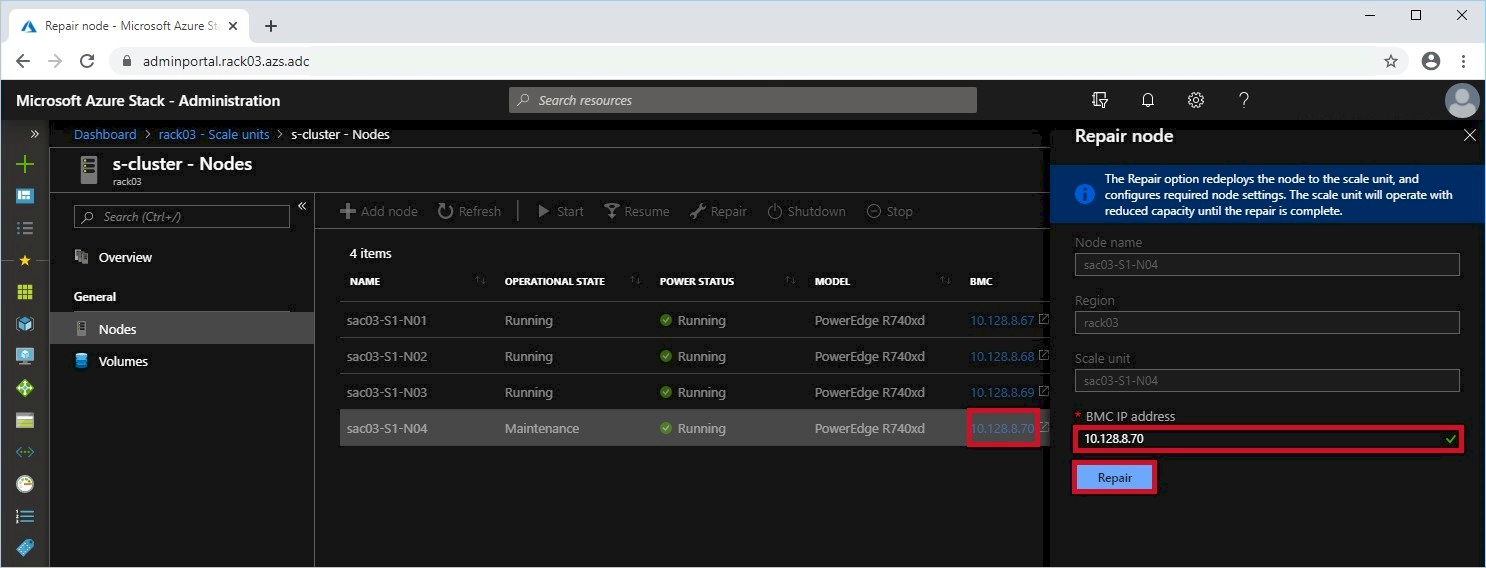 Repair node - Microsoft Azure St
adminportal.rack03.azs.adc
Microsoft Azure Stack - Administration
Search resources
Dashboard > rack03 - Scale units > s-cluster - Nodes
s-cluster - Nodes
rack03
Search (Ctrl+/)
Overview
General
Nodes
Volumes
Add node Refresh Start Resume Repair Shutdown Stop
4 items
NAME OPERATIONAL STATE POWER STATUS MODEL BMC
sac03-S1-N01 Running Running PowerEdge R740xd 10.128.8.67
sac03-S1-N02 Running Running PowerEdge R740xd 10.128.8.68
sac03-S1-N03 Running Running PowerEdge R740xd 10.128.8.69
sac03-S1-N04 Maintenance Running PowerEdge R740xd 10.128.8.70
Repair node
The Repair option redeploys the node to the scale unit, and
configures required node settings. The scale unit will operate with
reduced capacity until the repair is complete.
Node name
sac03-S1-N04
Region
rack03
Scale unit
sac03-S1-N04
* BMC IP address
10.128.8.70
Repair